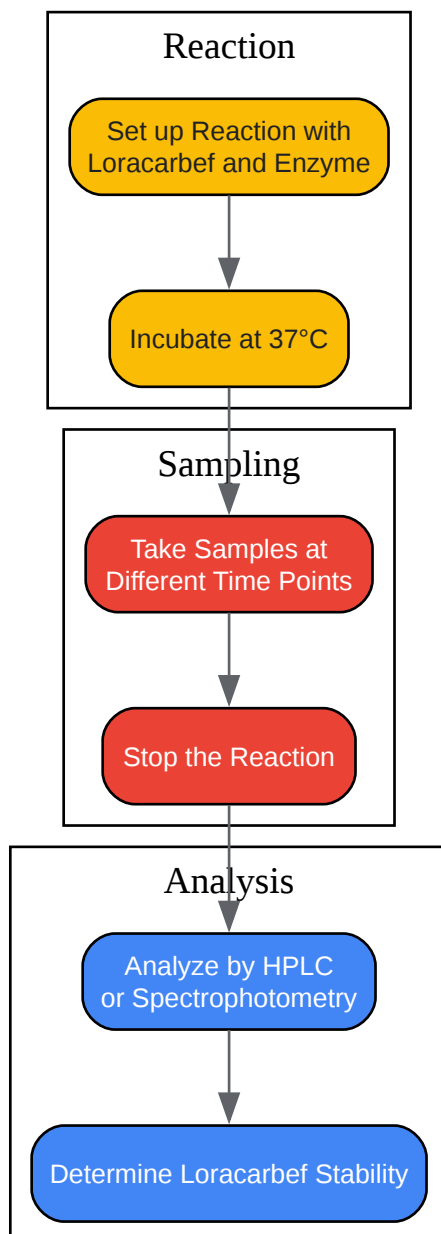 Reaction
Set up Reaction with
Loracarbef and Enzyme
Incubate at 37°C
Sampling
Take Samples at
Different Time Points
Stop the Reaction
Analysis
Analyze by HPLC
or Spectrophotometry
Determine Loracarbef Stability